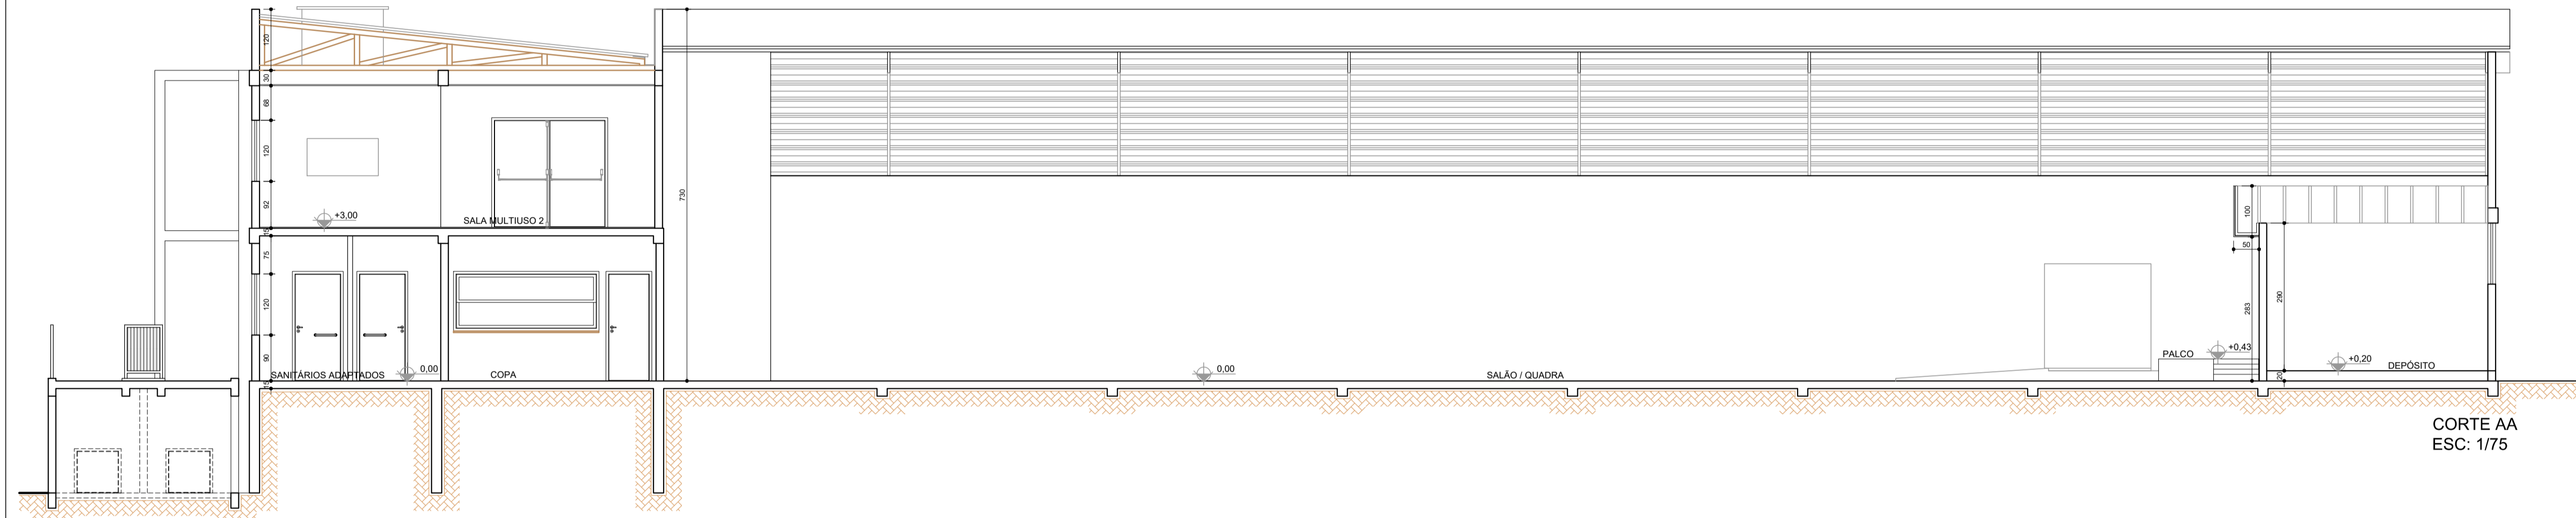 120
30
68
120
92
15
75
120
90
15
+3,00
SALA MULTIUSO 2
730
SANITÁRIOS ADAPTADOS
0,00
COPA
0,00
SALÃO / QUADRA
100
50
283
290
20
PALCO
+0,43
+0,20
DEPÓSITO
CORTE AA
ESC: 1/75